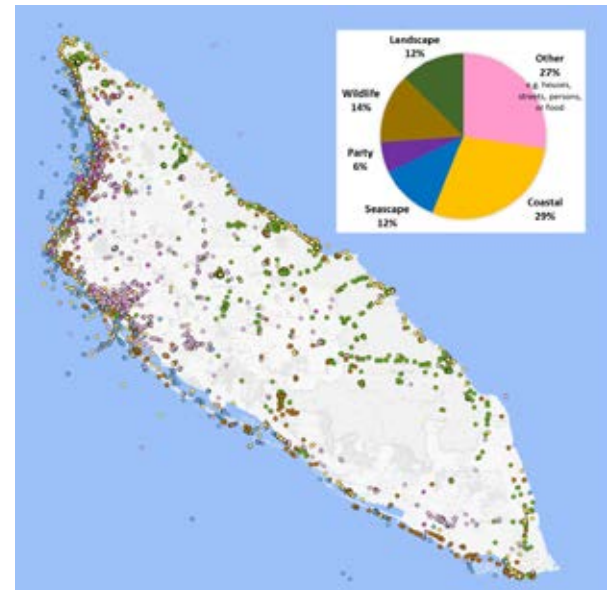 Landscape
12%
Other
27%
e.g. houses,
streets, persons,
or food
Wildlife
14%
Party
6%
Seascape
12%
Coastal
29%